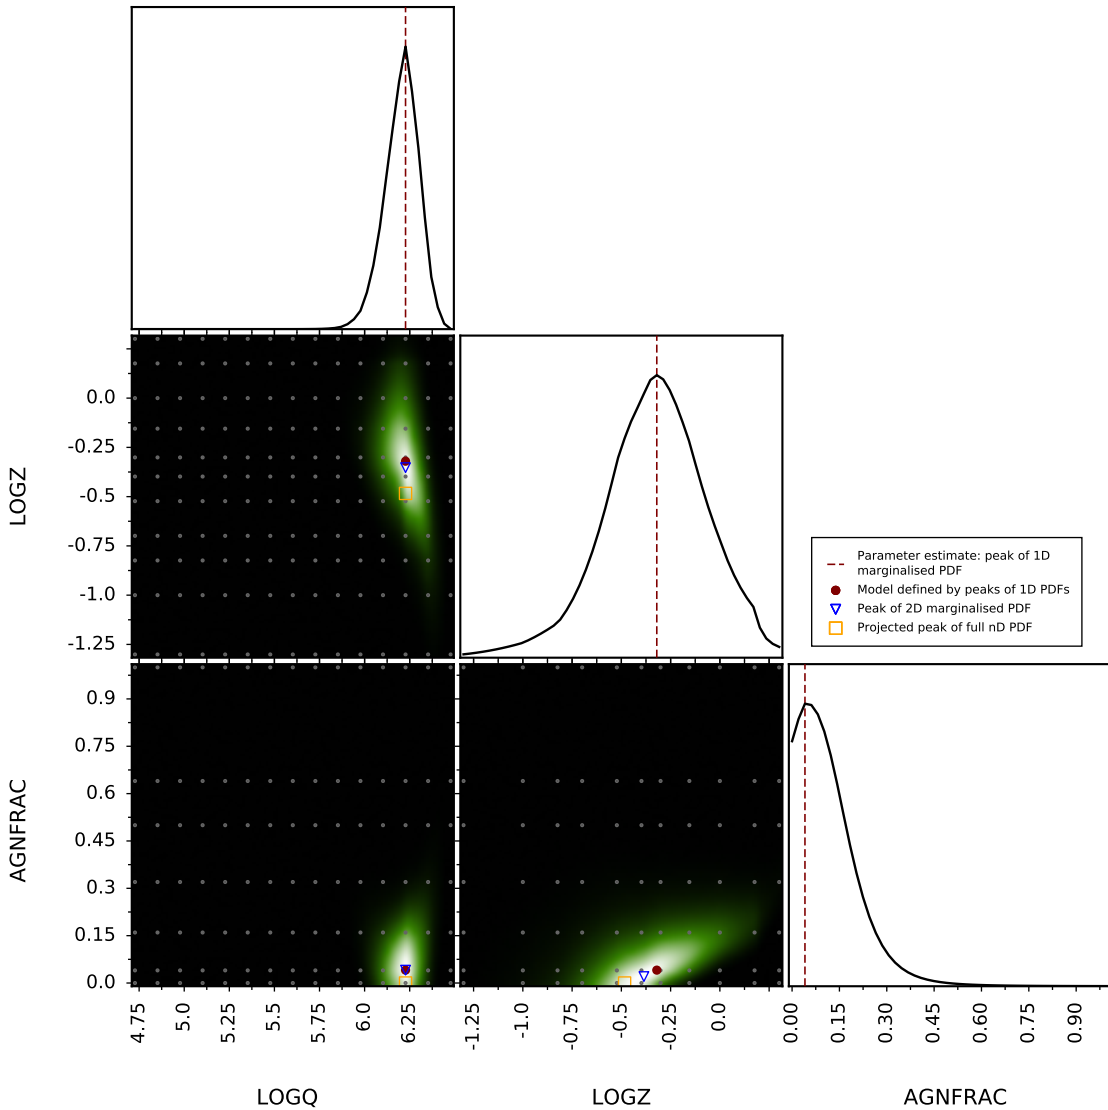 0.0
-0.25
-0.5
-0.75
-1.0
-1.25
LOGZ
Parameter estimate: peak of 1D
marginalised PDF
Model defined by peaks of 1D PDFs
Peak of 2D marginalised PDF
Projected peak of full nD PDF
0.9
0.75
0.6
0.45
0.3
0.15
0.0
AGNFRAC
4.75 5.0 5.25 5.5 5.75 6.0 6.25
-1.25 -1.0 -0.75 -0.5 -0.25 0.0
0.00 0.15 0.30 0.45 0.60 0.75 0.90
LOGQ LOGZ AGNFRAC